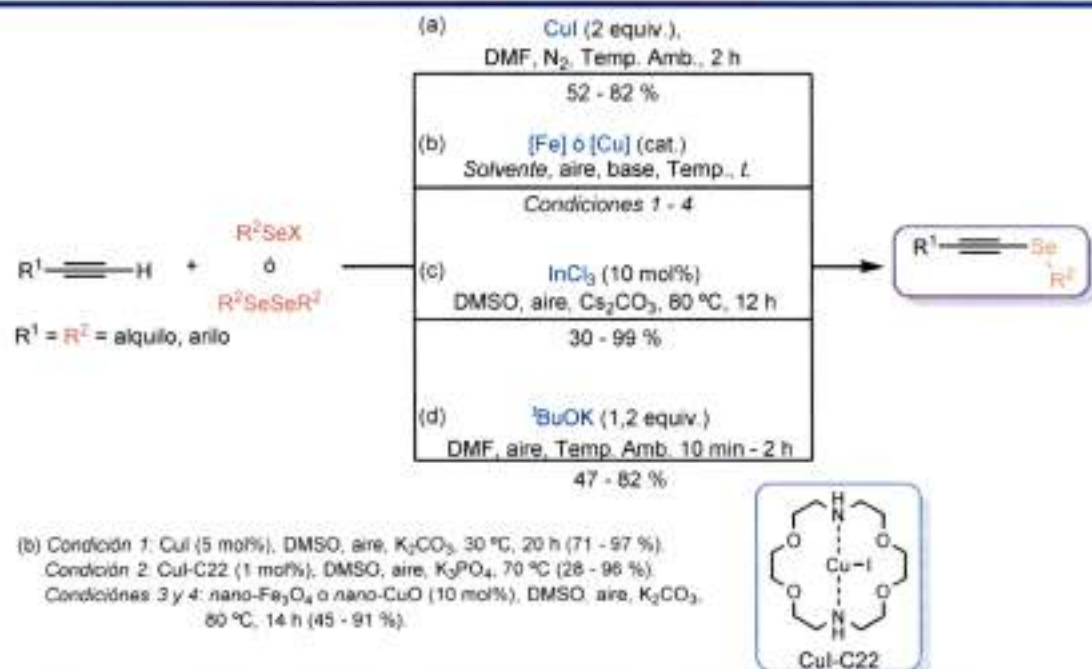 (a) CuI (2 equiv.),
DMF, N₂, Temp. Amb., 2 h
52 - 82 %
(b) [Fe] ó [Cu] (cat.)
Solvente, aire, base, Temp., t.
Condiciones 1 - 4
R¹ H + R²SeX
ó
R²SeSeR²
R¹ = R² = alquilo, arilo
(c) InCl₃ (10 mol%)
DMSO, aire, Cs₂CO₃, 80 ºC, 12 h
30 - 99 %
(d) ᵗBuOK (1,2 equiv.)
DMF, aire, Temp. Amb. 10 min - 2 h
47 - 82 %
R¹ Se
R²
(b) Condición 1: CuI (5 mol%), DMSO, aire, K₂CO₃, 30 ºC, 20 h (71 - 97 %).
Condición 2: CuI-C22 (1 mol%), DMSO, aire, K₃PO₄, 70 ºC (28 - 96 %).
Condiciónes 3 y 4: nano-Fe₃O₄ o nano-CuO (10 mol%), DMSO, aire, K₂CO₃,
80 ºC, 14 h (45 - 91 %).
H
N
O O
Cu I
O O
N
H
CuI-C22